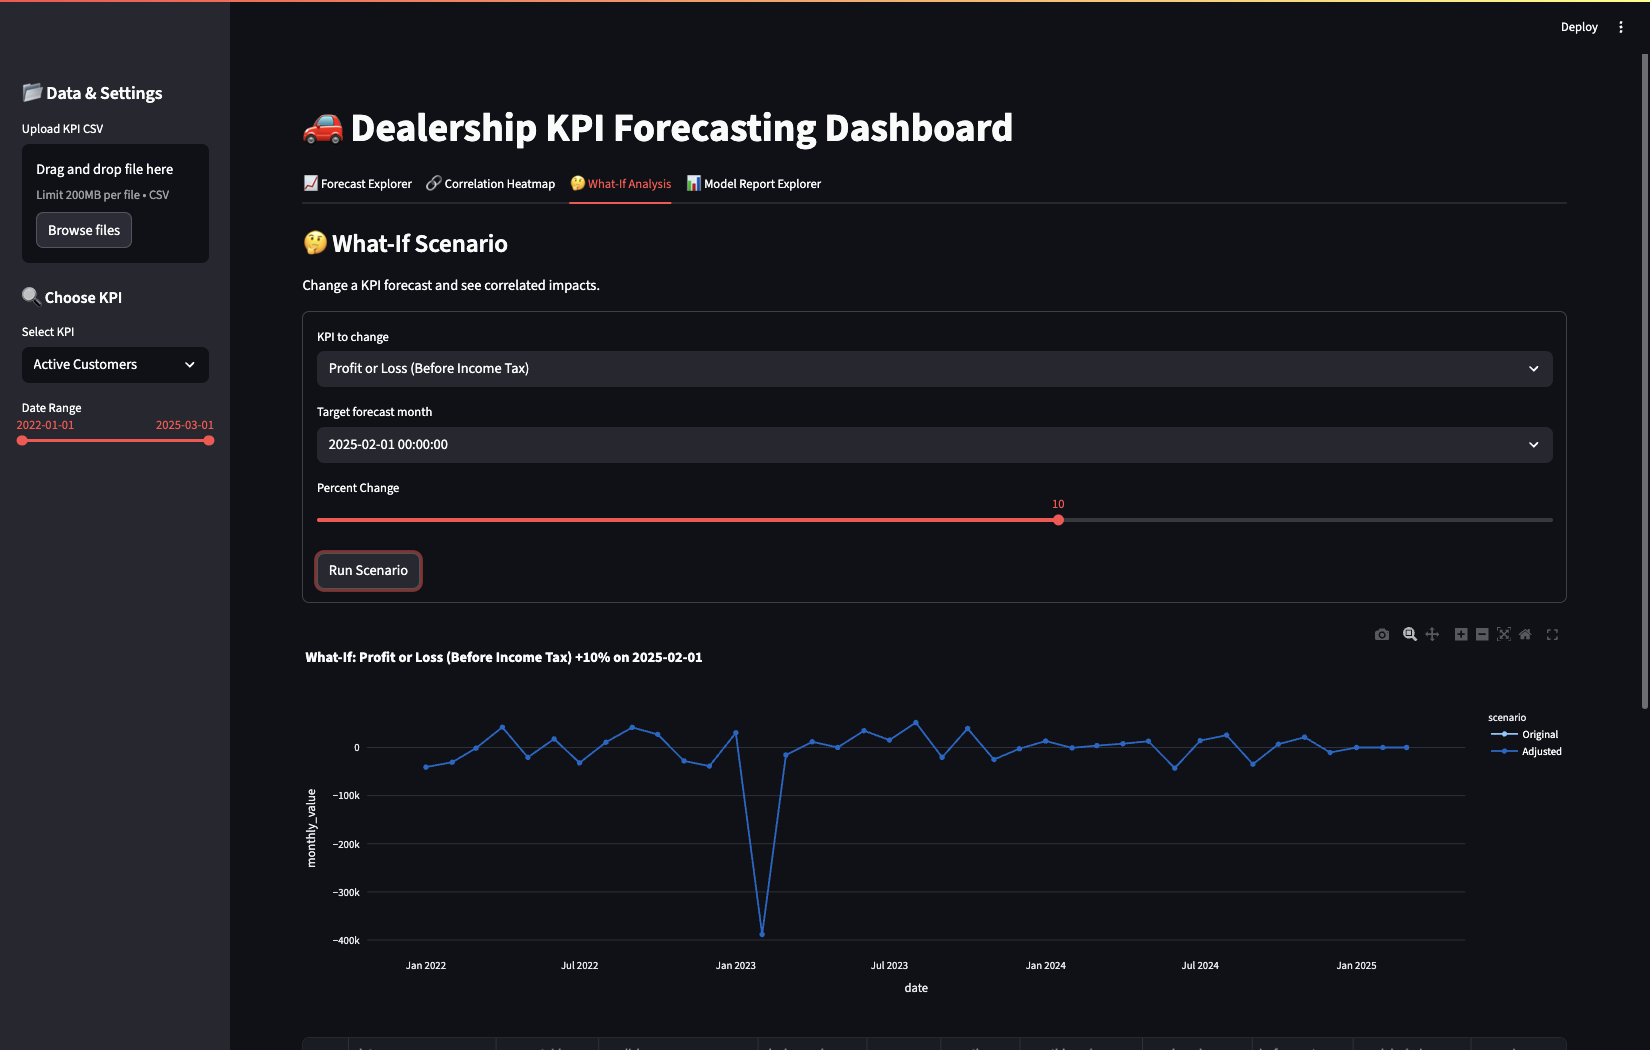 Deploy
Data & Settings
Upload KPI CSV
Drag and drop file here
Limit 200MB per file • CSV
Browse files
Choose KPI
Select KPI
Active Customers
Date Range
2022-01-01 2025-03-01
Dealership KPI Forecasting Dashboard
Forecast Explorer Correlation Heatmap What-If Analysis Model Report Explorer
What-If Scenario
Change a KPI forecast and see correlated impacts.
KPI to change
Profit or Loss (Before Income Tax)
Target forecast month
2025-02-01 00:00:00
Percent Change
10
Run Scenario
What-If: Profit or Loss (Before Income Tax) +10% on 2025-02-01
scenario
Original
Adjusted
0
−100k
−200k
−300k
−400k
monthly_value
Jan 2022 Jul 2022 Jan 2023 Jul 2023 Jan 2024 Jul 2024 Jan 2025
date